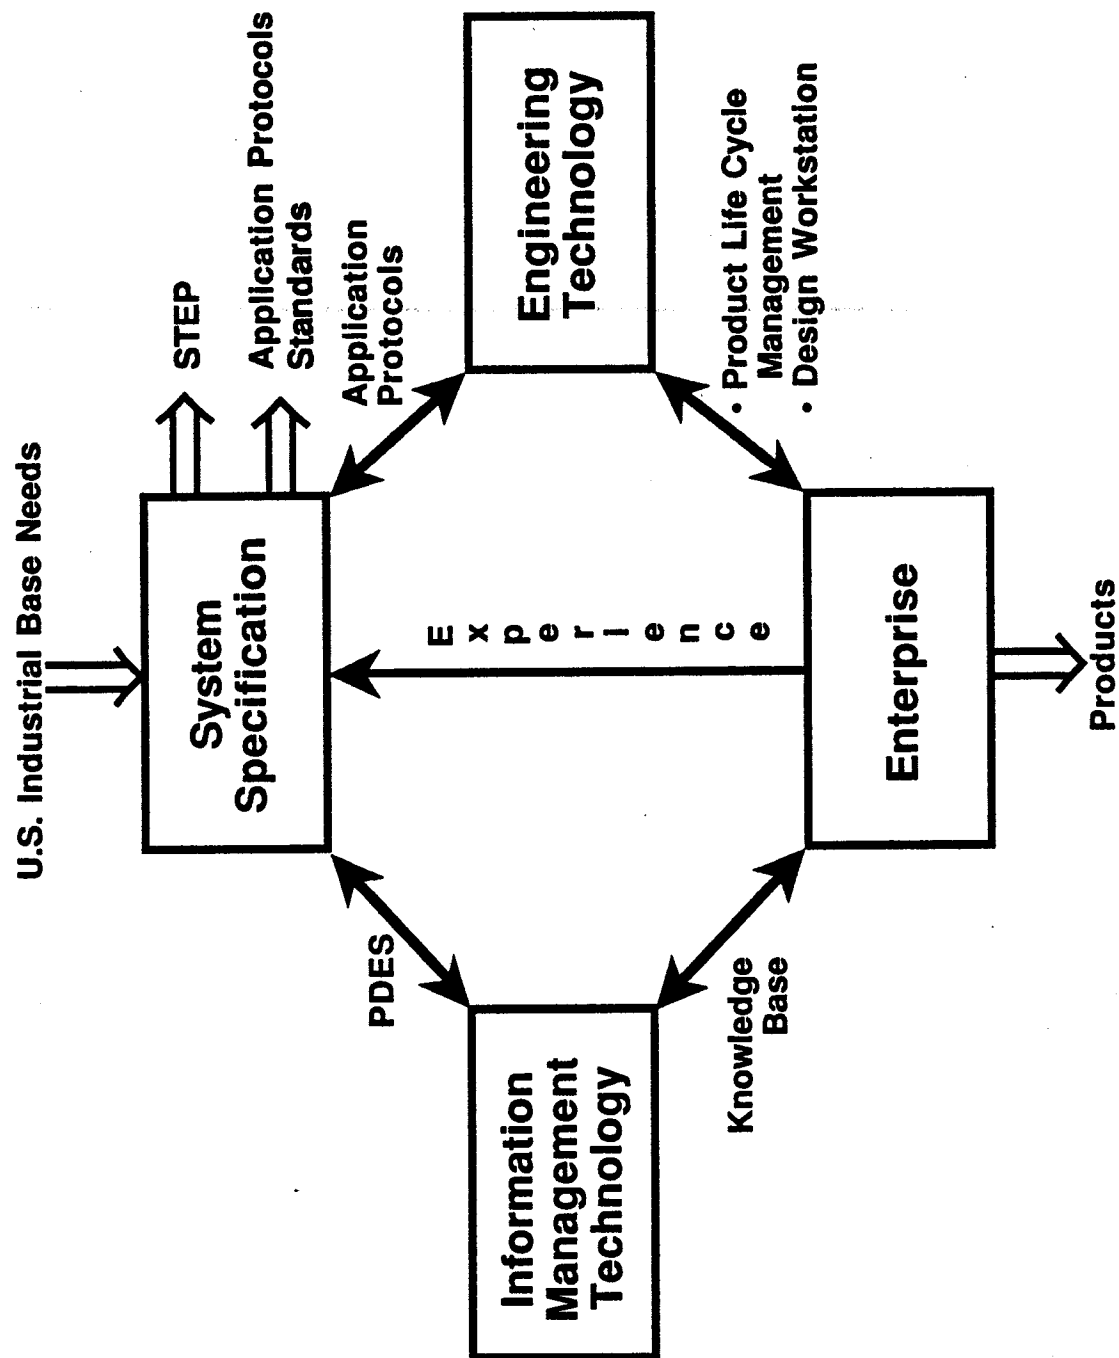 U.S. Industrial Base Needs
System
Specification
STEP
Application Protocols
Standards
Application
Protocols
PDES
Information
Management
Technology
Experience
Engineering
Technology
Knowledge
Base
• Product Life Cycle
Management
• Design Workstation
Enterprise
Products